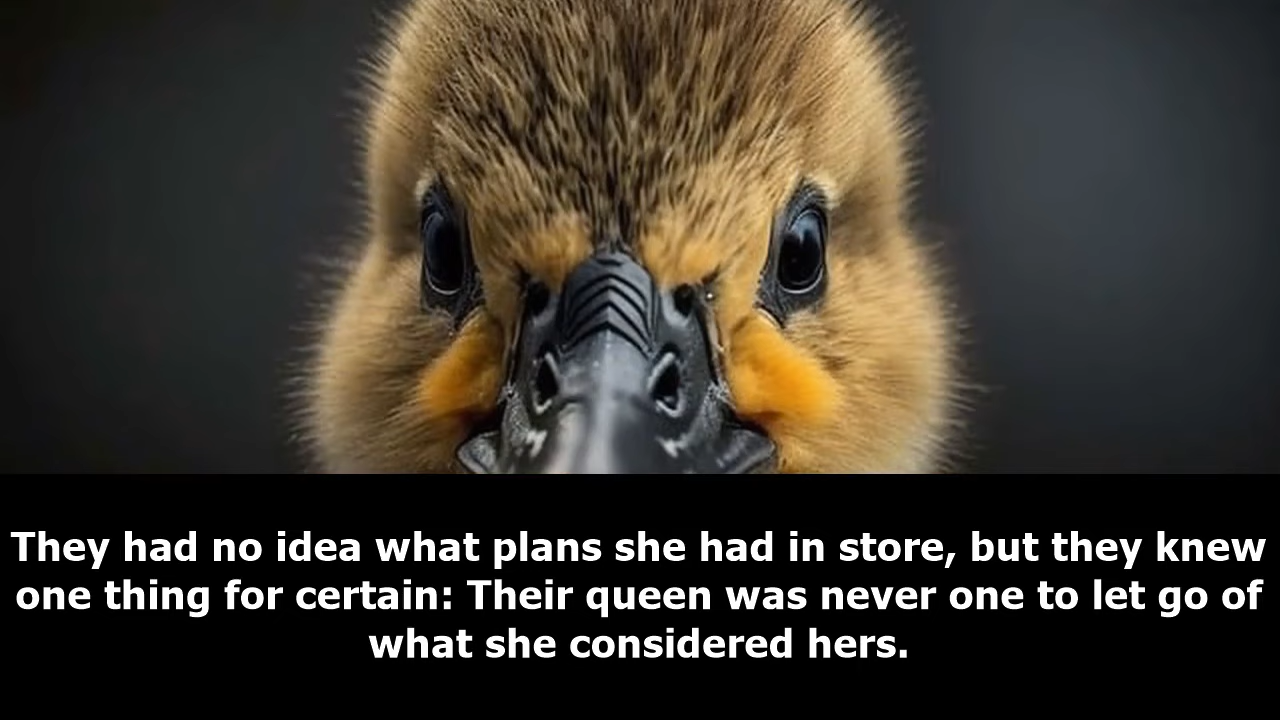 They had no idea what plans she had in store, but they knew
one thing for certain: Their queen was never one to let go of
what she considered hers.